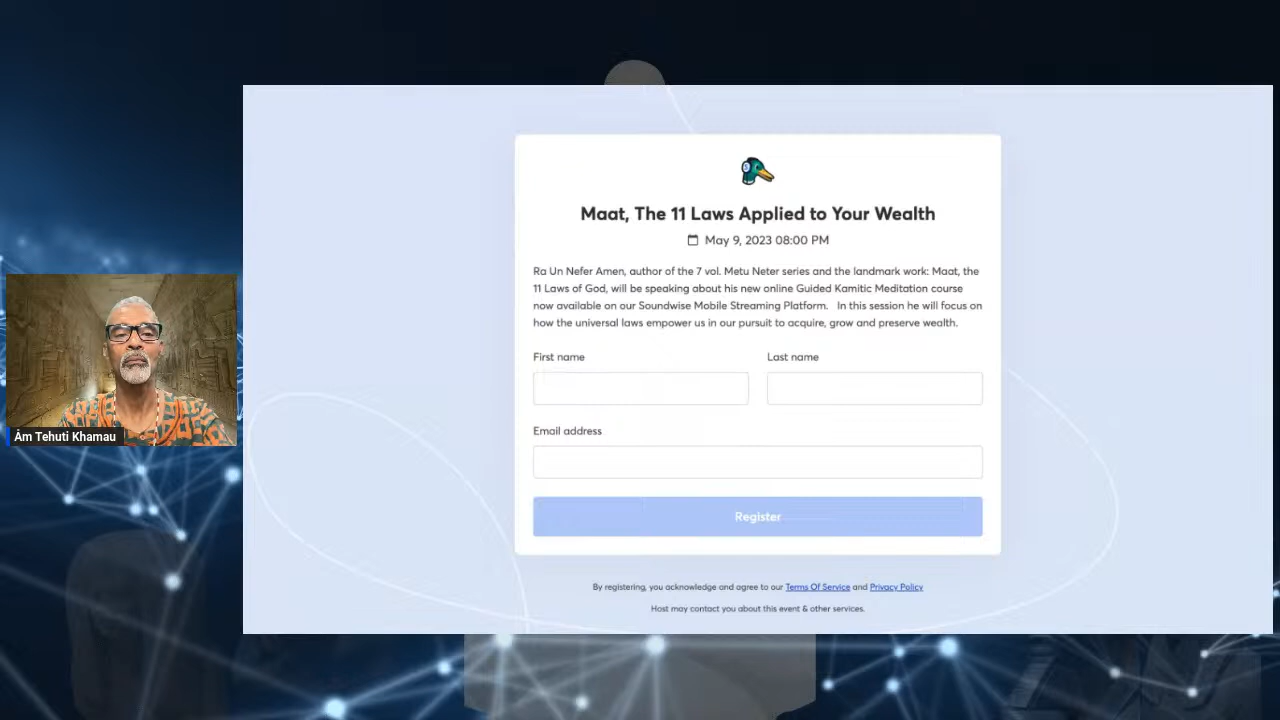 Maat, The 11 Laws Applied to Your Wealth
May 9, 2023 08:00 PM
Ra Un Nefer Amen, author of the 7 vol. Metu Neter series and the landmark work: Maat, the
11 Laws of God, will be speaking about his new online Guided Kamitic Meditation course
now available on our Soundwise Mobile Streaming Platform. In this session he will focus on
how the universal laws empower us in our pursuit to acquire, grow and preserve wealth.
First name
Last name
Email address
Register
By registering, you acknowledge and agree to our Terms Of Service and Privacy Policy
Host may contact you about this event & other services.
Åm Tehuti Khamau